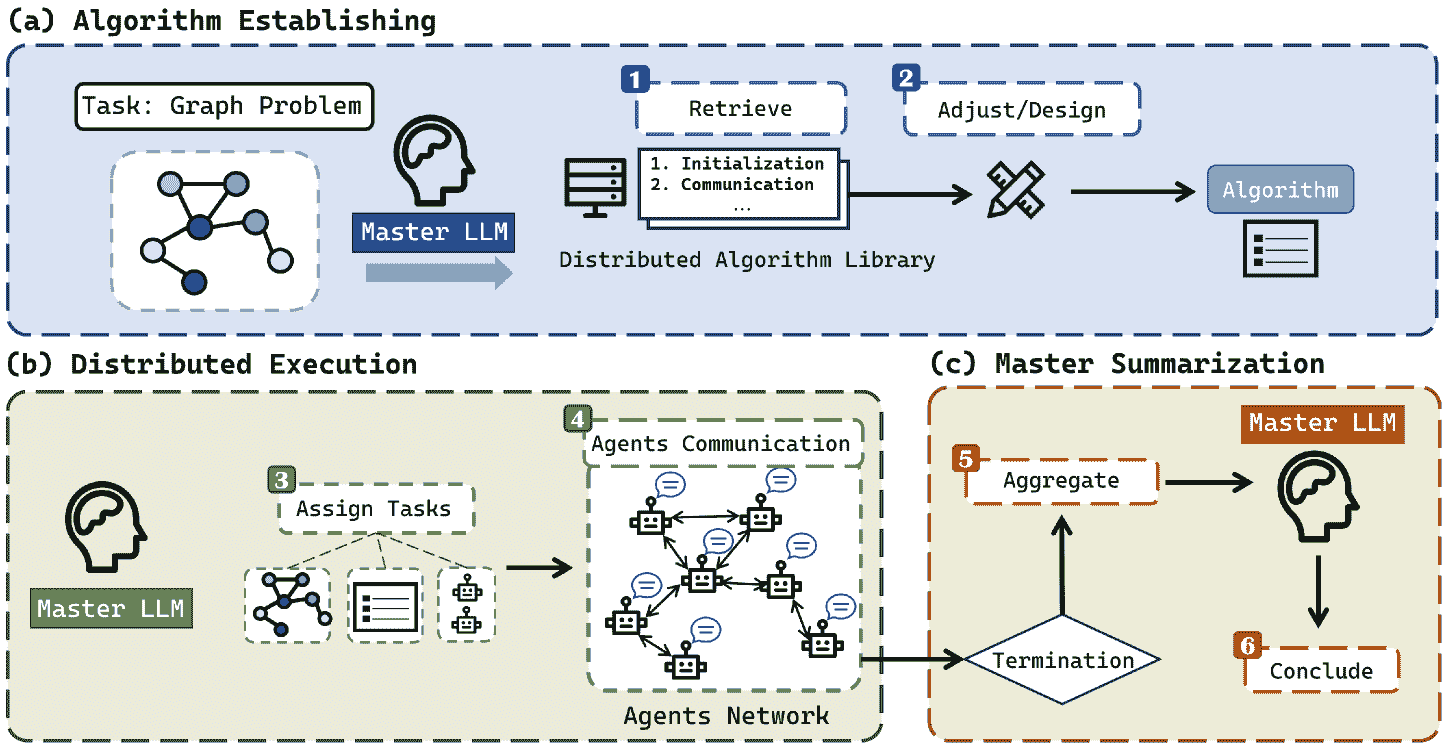 (a) Algorithm Establishing
Task: Graph Problem
Master LLM
1
Retrieve
1. Initialization
2. Communication
...
Distributed Algorithm Library
2
Adjust/Design
Algorithm
(b) Distributed Execution
Master LLM
3
Assign Tasks
4
Agents Communication
Agents Network
(c) Master Summarization
Termination
5
Aggregate
Master LLM
6
Conclude